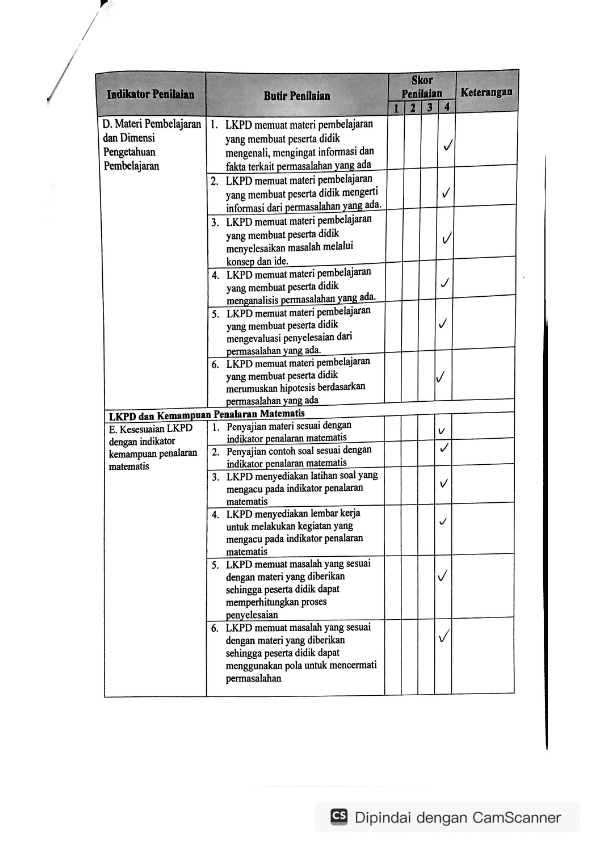 Indikator Penilaian
Butir Penilaian
Skor
Penilaian
Keterangan
1 2 3 4
D. Materi Pembelajaran
dan Dimensi
Pengetahuan
Pembelajaran
1. LKPD memuat materi pembelajaran
yang membuat peserta didik
mengenali, mengingat informasi dan
fakta terkait permasalahan yang ada
✓
2. LKPD memuat materi pembelajaran
yang membuat peserta didik mengerti
informasi dari permasalahan yang ada.
✓
3. LKPD memuat materi pembelajaran
yang membuat peserta didik
menyelesaikan masalah melalui
konsep dan ide.
✓
4. LKPD memuat materi pembelajaran
yang membuat peserta didik
menganalisis permasalahan yang ada.
✓
5. LKPD memuat materi pembelajaran
yang membuat peserta didik
mengevaluasi penyelesaian dari
permasalahan yang ada.
✓
6. LKPD memuat materi pembelajaran
yang membuat peserta didik
merumuskan hipotesis berdasarkan
permasalahan yang ada
✓
LKPD dan Kemampuan Penalaran Matematis
E. Kesesuaian LKPD
dengan indikator
kemampuan penalaran
matematis
1. Penyajian materi sesuai dengan
indikator penalaran matematis
✓
2. Penyajian contoh soal sesuai dengan
indikator penalaran matematis
✓
3. LKPD menyediakan latihan soal yang
mengacu pada indikator penalaran
matematis
✓
4. LKPD menyediakan lembar kerja
untuk melakukan kegiatan yang
mengacu pada indikator penalaran
matematis
✓
5. LKPD memuat masalah yang sesuai
dengan materi yang diberikan
sehingga peserta didik dapat
memperhitungkan proses
penyelesaian
✓
6. LKPD memuat masalah yang sesuai
dengan materi yang diberikan
sehingga peserta didik dapat
menggunakan pola untuk mencermati
permasalahan
✓
CS Dipindai dengan CamScanner